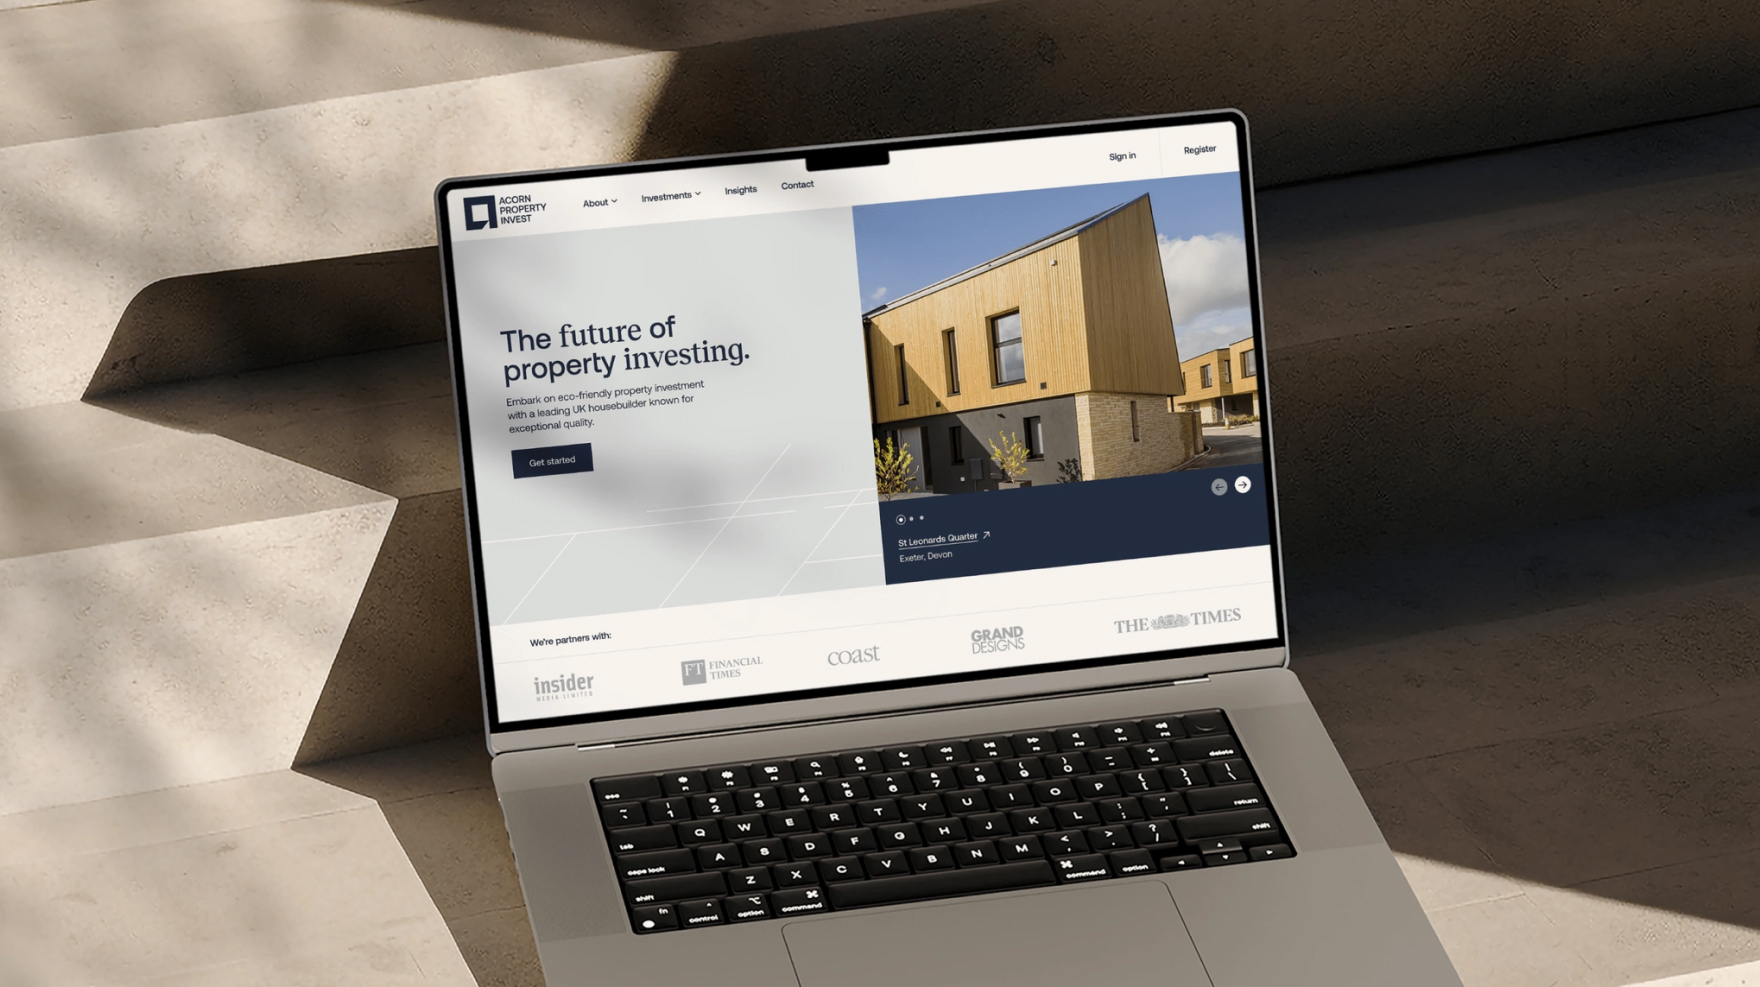 ACORN
PROPERTY
INVEST
About
Investments
Insights
Contact
Sign in
Register
The future of
property investing.
Embark on eco-friendly property investment
with a leading UK housebuilder known for
exceptional quality.
Get started
St Leonards Quarter
Exeter, Devon
We're partners with:
insider
MEDIA LIMITED
FT FINANCIAL
TIMES
coast
GRAND
DESIGNS
THE TIMES
esc
delete
tab
Q W E R T Y U I O P
caps lock
A S D F G H J K L
return
shift
Z X C V B N M
shift
fn
control
option
command
command
option